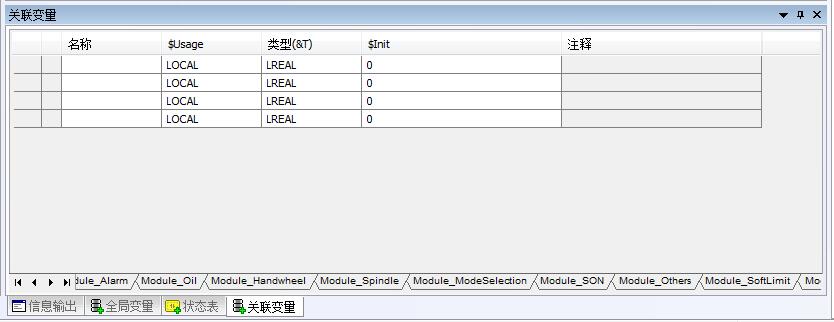 关联变量
名称 $Usage 类型(&T) $Init 注释
LOCAL LREAL 0
LOCAL LREAL 0
LOCAL LREAL 0
LOCAL LREAL 0
dule_Alarm Module_Oil Module_Handwheel Module_Spindle Module_ModeSelection Module_SON Module_Others Module_SoftLimit Mo
信息输出 全局变量 状态表 关联变量